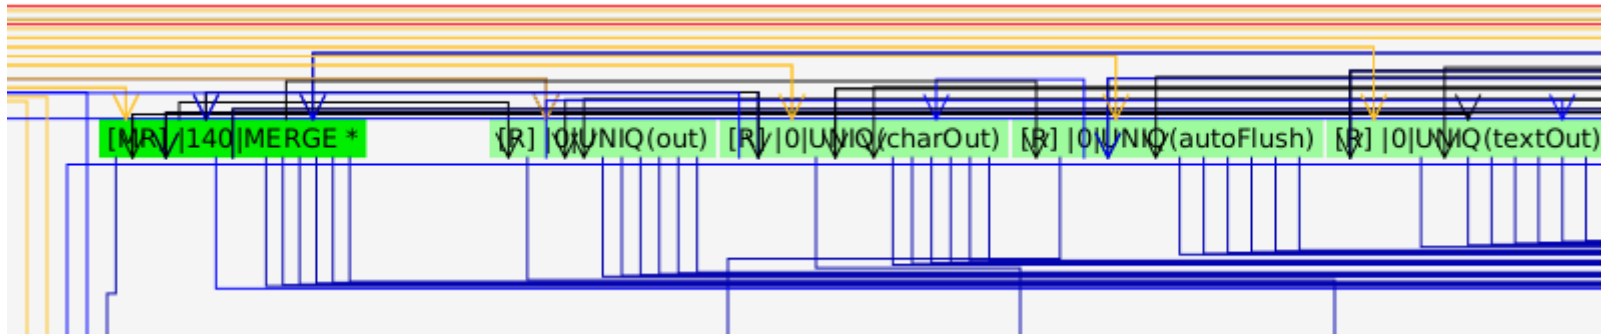 [MR] |140|MERGE *
[R] |0|UNIQ(out)
[R] |0|UNIQ(charOut)
[R] |0|UNIQ(autoFlush)
[R] |0|UNIQ(textOut)